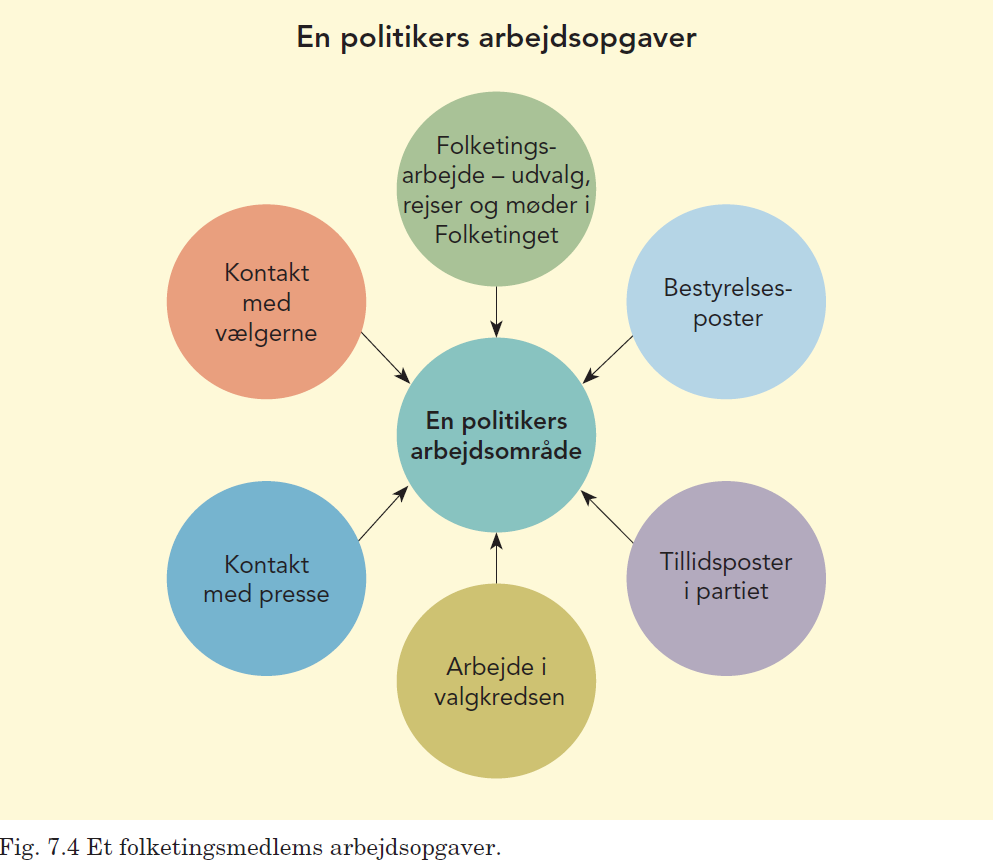 En politikers arbejdsopgaver
Folketings-
arbejde – udvalg,
rejser og møder i
Folketinget
Kontakt
med
vælgerne
Bestyrelses-
poster
En politikers
arbejdsområde
Kontakt
med presse
Tillidsposter
i partiet
Arbejde i
valgkredsen
Fig. 7.4 Et folketingsmedlems arbejdsopgaver.